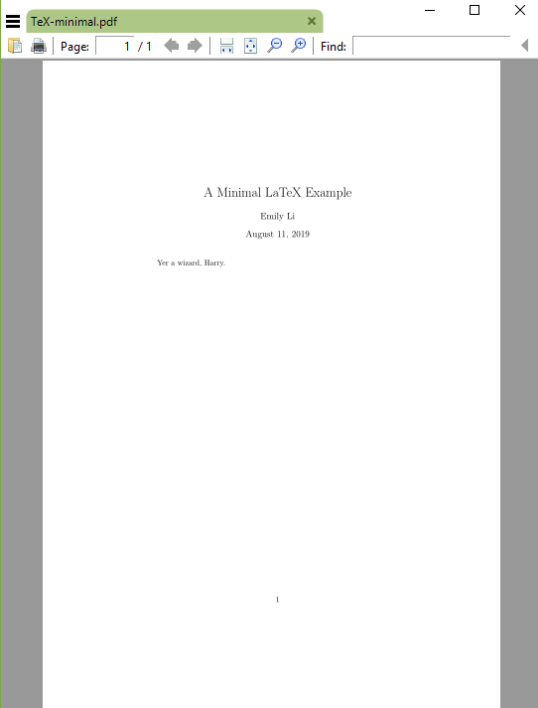 TeX-minimal.pdf
Page: 1 / 1 Find:
A Minimal LaTeX Example
Emily Li
August 11, 2019
Yer a wizard, Harry.
1